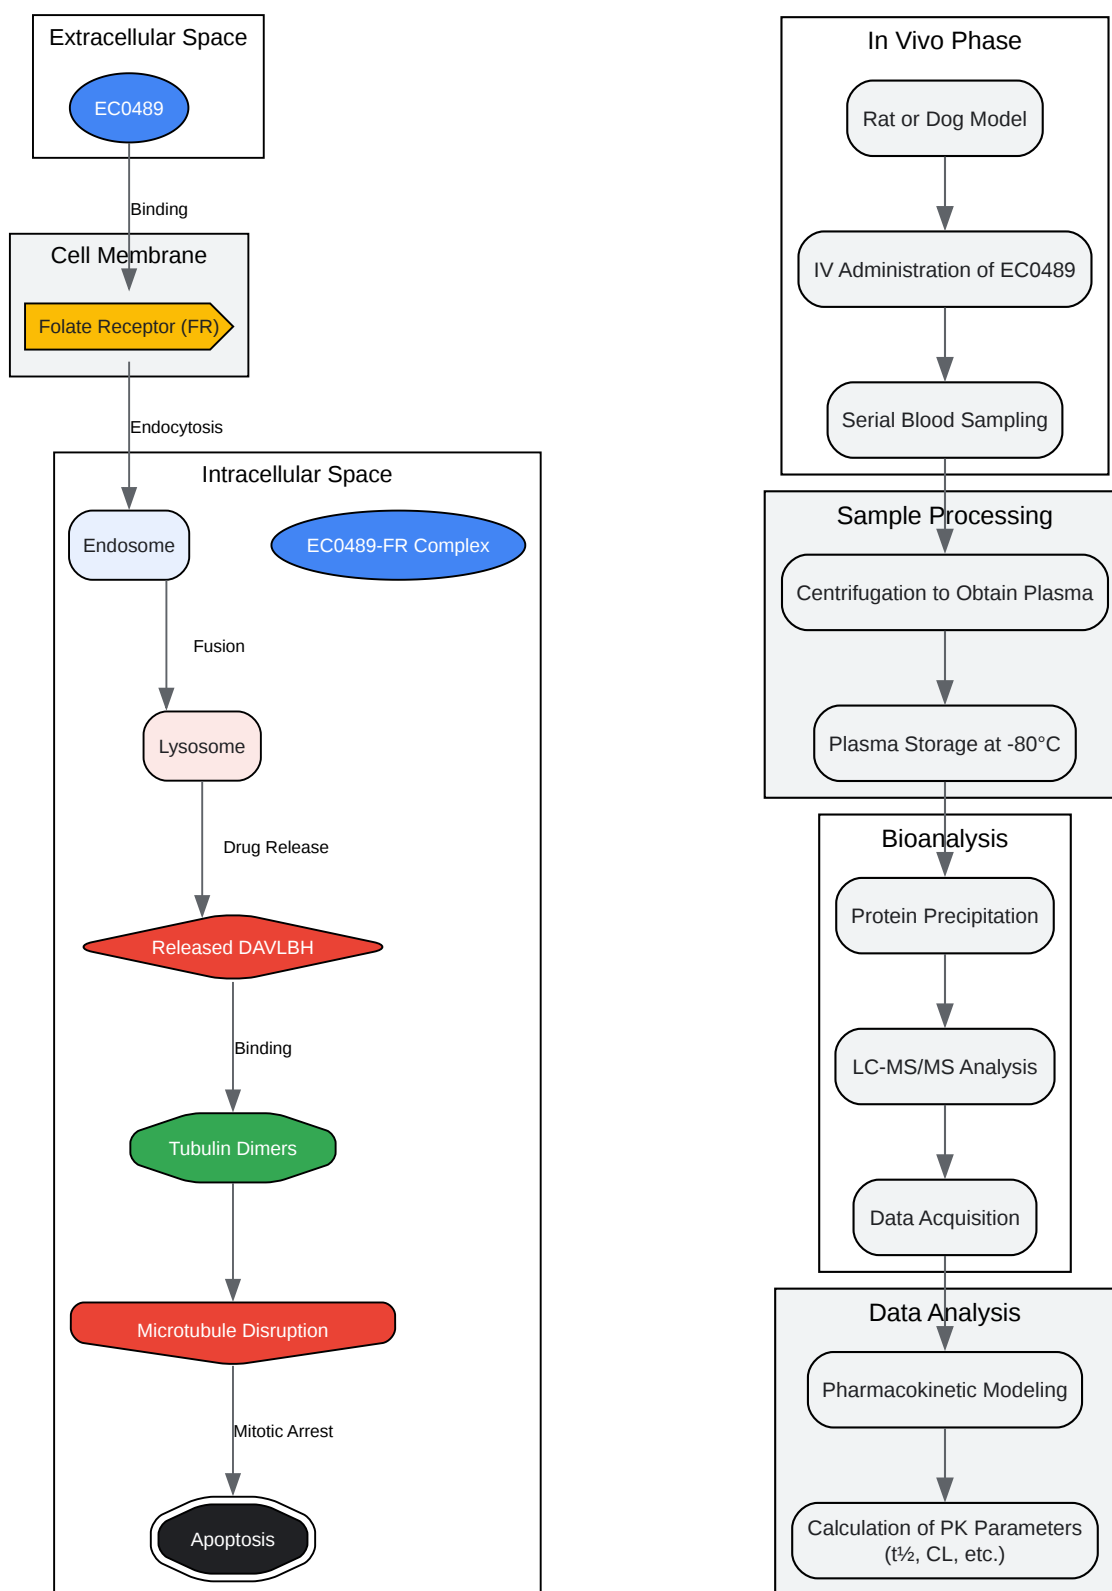 Extracellular Space
EC0489
Binding
Cell Membrane
Folate Receptor (FR)
Endocytosis
Intracellular Space
Endosome
EC0489-FR Complex
Fusion
Lysosome
Drug Release
Released DAVLBH
Binding
Tubulin Dimers
Microtubule Disruption
Mitotic Arrest
Apoptosis
In Vivo Phase
Rat or Dog Model
IV Administration of EC0489
Serial Blood Sampling
Sample Processing
Centrifugation to Obtain Plasma
Plasma Storage at -80°C
Bioanalysis
Protein Precipitation
LC-MS/MS Analysis
Data Acquisition
Data Analysis
Pharmacokinetic Modeling
Calculation of PK Parameters
(t½, CL, etc.)